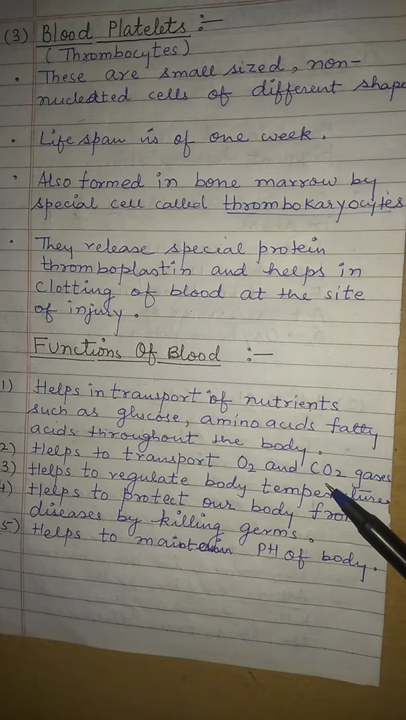 (3) Blood Platelets :-
(Thrombocytes)
• These are small sized, non-
nucleated cells of different shape
• Life span is of one week.
• Also formed in bone marrow by
special cell called thrombokaryocytes
• They release special protein
thromboplastin and helps in
clotting of blood at the site
of injury.
Functions Of Blood :-
1) Helps in transport of nutrients
such as glucose, amino acids fatty
acids throughout the body.
2) Helps to transport O2 and CO2 gases
3) Helps to regulate body temperature
4) Helps to protect our body from
diseases by killing germs.
5) Helps to maintain PH of body.